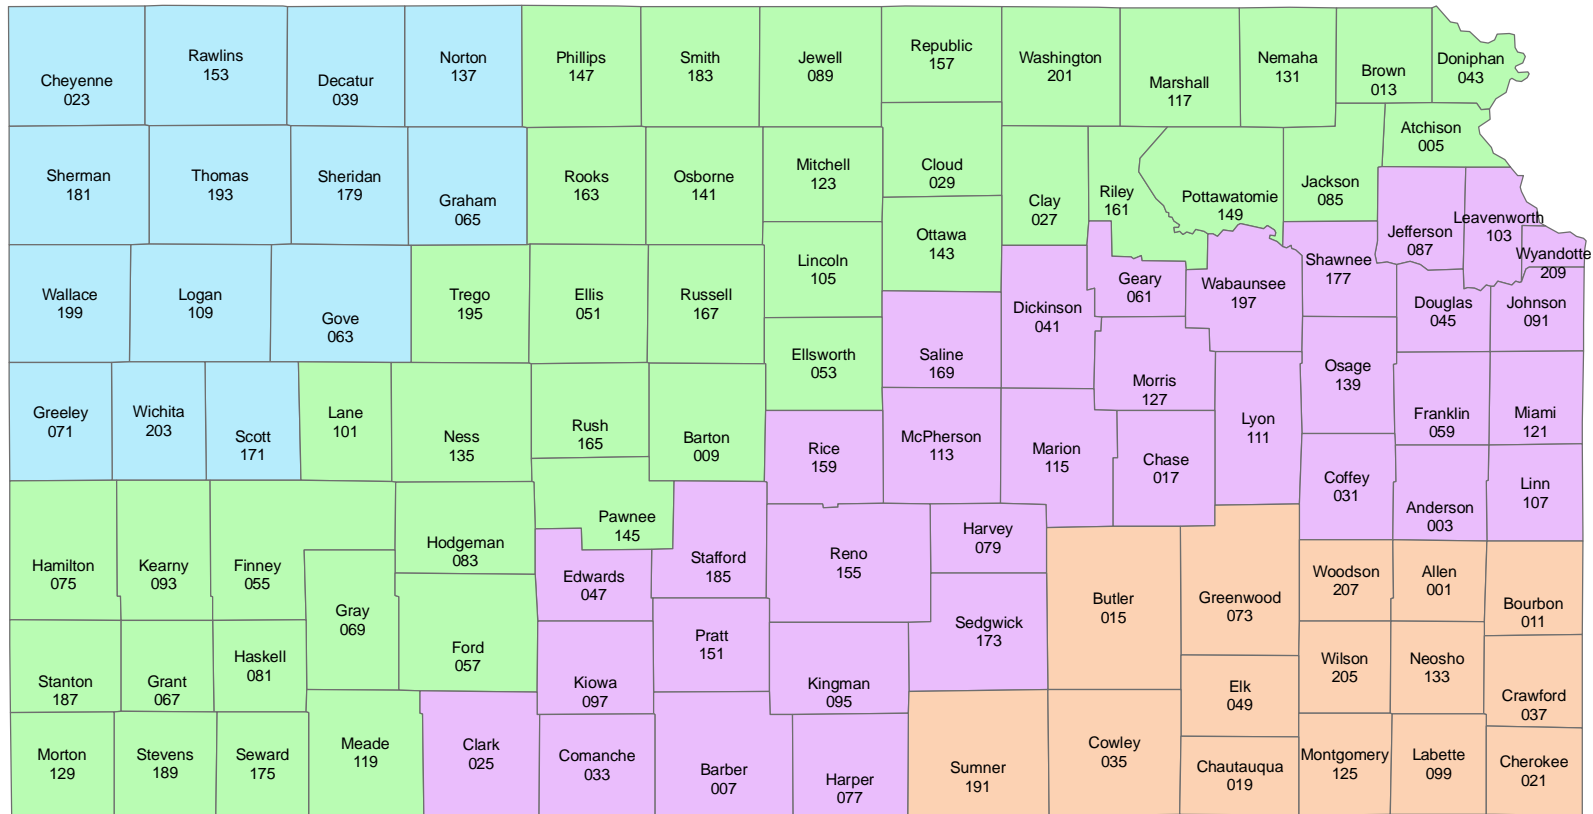 Cheyenne
023
Rawlins
153
Decatur
039
Norton
137
Phillips
147
Smith
183
Jewell
089
Republic
157
Washington
201
Marshall
117
Nemaha
131
Brown
013
Doniphan
043
Atchison
005
Sherman
181
Thomas
193
Sheridan
179
Graham
065
Rooks
163
Osborne
141
Mitchell
123
Cloud
029
Clay
027
Riley
161
Pottawatomie
149
Jackson
085
Jefferson
087
Leavenworth
103
Wyandotte
209
Wallace
199
Logan
109
Gove
063
Trego
195
Ellis
051
Russell
167
Lincoln
105
Ottawa
143
Dickinson
041
Geary
061
Wabaunsee
197
Shawnee
177
Douglas
045
Johnson
091
Greeley
071
Wichita
203
Scott
171
Lane
101
Ness
135
Rush
165
Barton
009
Ellsworth
053
Saline
169
Morris
127
Lyon
111
Osage
139
Franklin
059
Miami
121
Rice
159
McPherson
113
Marion
115
Chase
017
Coffey
031
Anderson
003
Linn
107
Hamilton
075
Kearny
093
Finney
055
Hodgeman
083
Pawnee
145
Edwards
047
Stafford
185
Reno
155
Harvey
079
Gray
069
Ford
057
Pratt
151
Sedgwick
173
Butler
015
Greenwood
073
Woodson
207
Allen
001
Bourbon
011
Stanton
187
Grant
067
Haskell
081
Kiowa
097
Kingman
095
Elk
049
Wilson
205
Neosho
133
Crawford
037
Morton
129
Stevens
189
Seward
175
Meade
119
Clark
025
Comanche
033
Barber
007
Harper
077
Sumner
191
Cowley
035
Chautauqua
019
Montgomery
125
Labette
099
Cherokee
021